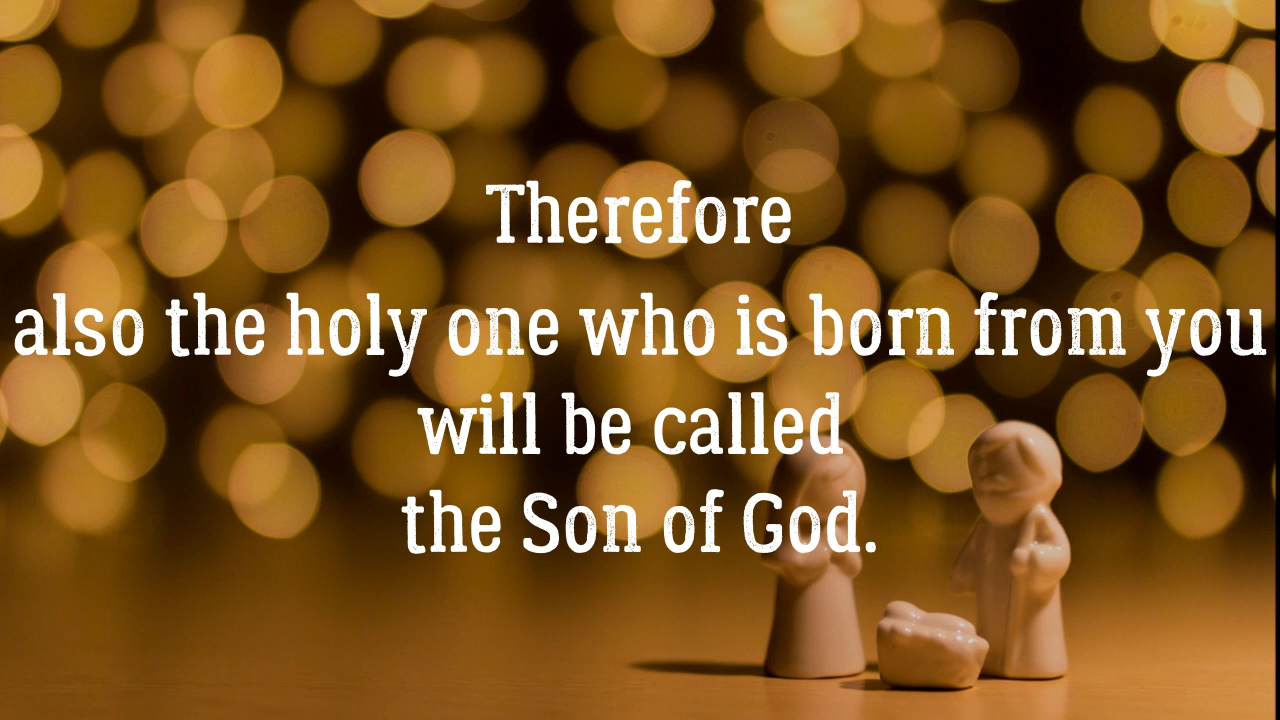 Therefore
also the holy one who is born from you
will be called
the Son of God.